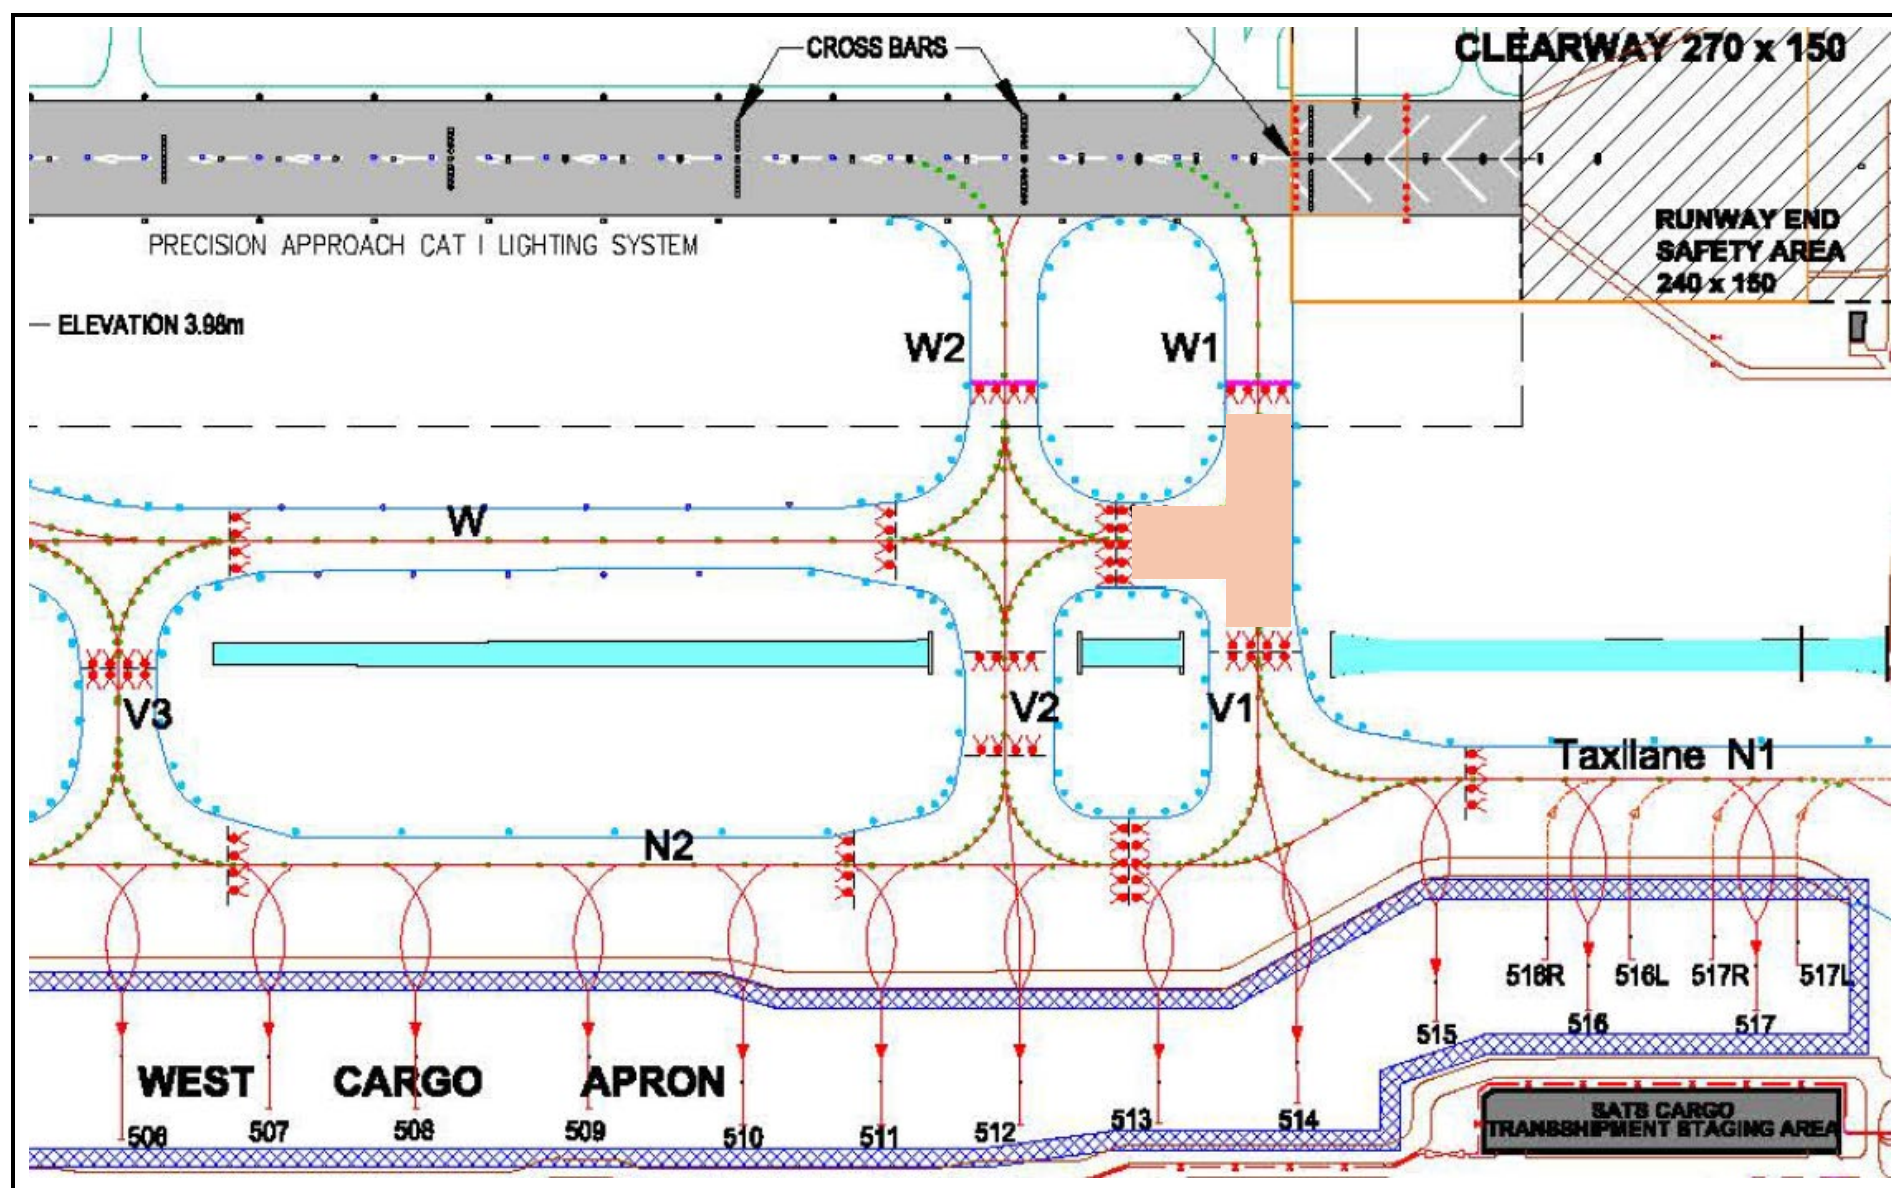 CROSS BARS
CLEARWAY 270 x 150
PRECISION APPROACH CAT I LIGHTING SYSTEM
RUNWAY END
SAFETY AREA
240 x 150
ELEVATION 3.98m
W2
W1
W
V3
V2
V1
Taxilane N1
N2
516R
516L
517R
517L
515
516
517
WEST CARGO APRON
506
507
508
509
510
511
512
513
514
SATS CARGO
TRANSSHIPMENT STAGING AREA